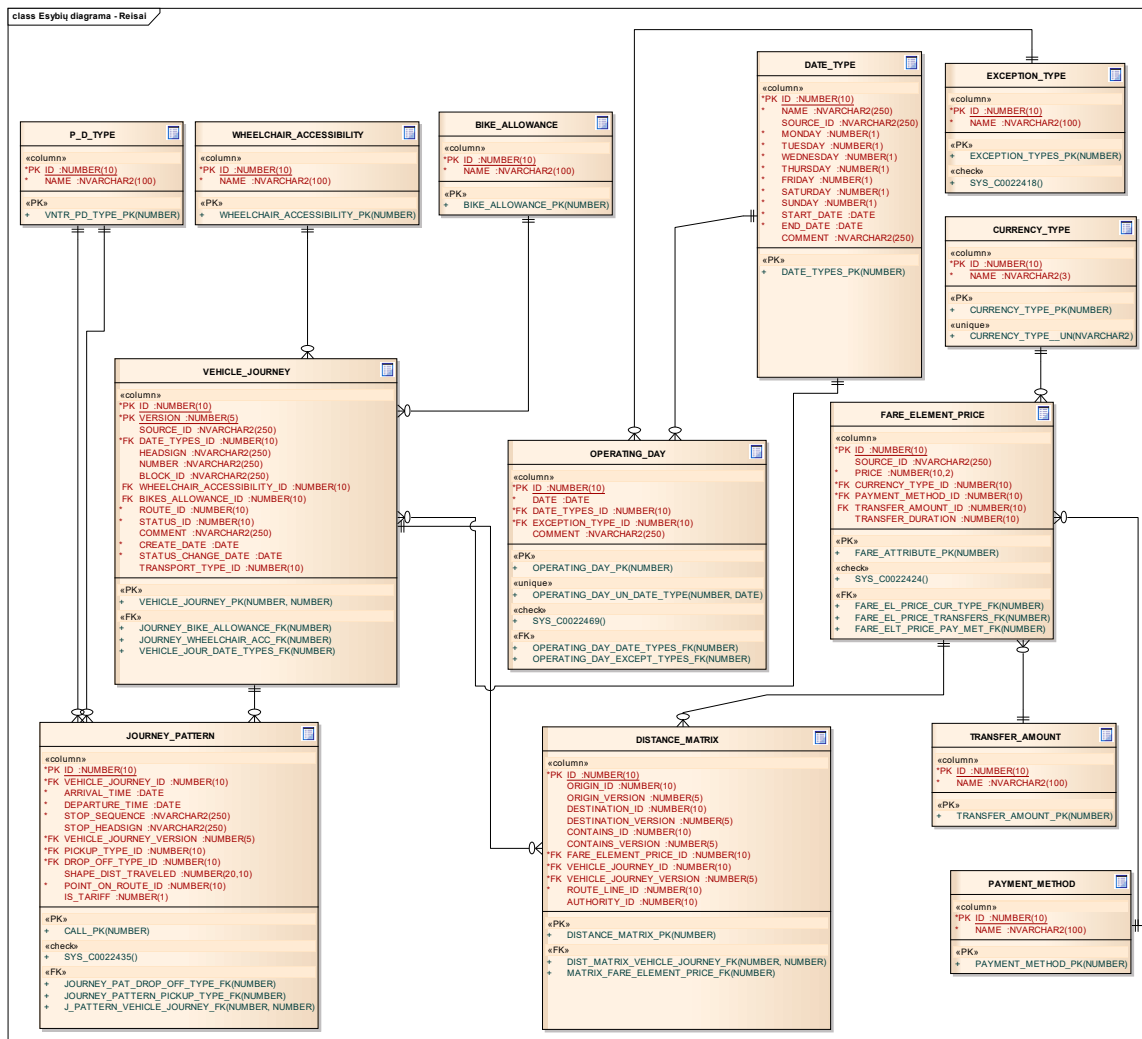 class Esybių diagrama - Reisai
P_D_TYPE
«column»
*PK ID :NUMBER(10)
* NAME :NVARCHAR2(100)
«PK»
+ VNTR_PD_TYPE_PK(NUMBER)
WHEELCHAIR_ACCESSIBILITY
«column»
*PK ID :NUMBER(10)
* NAME :NVARCHAR2(100)
«PK»
+ WHEELCHAIR_ACCESSIBILITY_PK(NUMBER)
BIKE_ALLOWANCE
«column»
*PK ID :NUMBER(10)
* NAME :NVARCHAR2(100)
«PK»
+ BIKE_ALLOWANCE_PK(NUMBER)
DATE_TYPE
«column»
*PK ID :NUMBER(10)
* NAME :NVARCHAR2(250)
SOURCE_ID :NVARCHAR2(250)
* MONDAY :NUMBER(1)
* TUESDAY :NUMBER(1)
* WEDNESDAY :NUMBER(1)
* THURSDAY :NUMBER(1)
* FRIDAY :NUMBER(1)
* SATURDAY :NUMBER(1)
* SUNDAY :NUMBER(1)
* START_DATE :DATE
* END_DATE :DATE
COMMENT :NVARCHAR2(250)
«PK»
+ DATE_TYPES_PK(NUMBER)
EXCEPTION_TYPE
«column»
*PK ID :NUMBER(10)
* NAME :NVARCHAR2(100)
«PK»
+ EXCEPTION_TYPES_PK(NUMBER)
«check»
+ SYS_C0022418()
CURRENCY_TYPE
«column»
*PK ID :NUMBER(10)
* NAME :NVARCHAR2(3)
«PK»
+ CURRENCY_TYPE_PK(NUMBER)
«unique»
+ CURRENCY_TYPE__UN(NVARCHAR2)
VEHICLE_JOURNEY
«column»
*PK ID :NUMBER(10)
*PK VERSION :NUMBER(5)
SOURCE_ID :NVARCHAR2(250)
*FK DATE_TYPES_ID :NUMBER(10)
HEADSIGN :NVARCHAR2(250)
NUMBER :NVARCHAR2(250)
BLOCK_ID :NVARCHAR2(250)
FK WHEELCHAIR_ACCESSIBILITY_ID :NUMBER(10)
FK BIKES_ALLOWANCE_ID :NUMBER(10)
* ROUTE_ID :NUMBER(10)
* STATUS_ID :NUMBER(10)
COMMENT :NVARCHAR2(250)
* CREATE_DATE :DATE
* STATUS_CHANGE_DATE :DATE
TRANSPORT_TYPE_ID :NUMBER(10)
«PK»
+ VEHICLE_JOURNEY_PK(NUMBER, NUMBER)
«FK»
+ JOURNEY_BIKE_ALLOWANCE_FK(NUMBER)
+ JOURNEY_WHEELCHAIR_ACC_FK(NUMBER)
+ VEHICLE_JOUR_DATE_TYPES_FK(NUMBER)
OPERATING_DAY
«column»
*PK ID :NUMBER(10)
* DATE :DATE
*FK DATE_TYPES_ID :NUMBER(10)
*FK EXCEPTION_TYPE_ID :NUMBER(10)
COMMENT :NVARCHAR2(250)
«PK»
+ OPERATING_DAY_PK(NUMBER)
«unique»
+ OPERATING_DAY_UN_DATE_TYPE(NUMBER, DATE)
«check»
+ SYS_C0022469()
«FK»
+ OPERATING_DAY_DATE_TYPES_FK(NUMBER)
+ OPERATING_DAY_EXCEPT_TYPES_FK(NUMBER)
FARE_ELEMENT_PRICE
«column»
*PK ID :NUMBER(10)
SOURCE_ID :NVARCHAR2(250)
* PRICE :NUMBER(10,2)
*FK CURRENCY_TYPE_ID :NUMBER(10)
*FK PAYMENT_METHOD_ID :NUMBER(10)
FK TRANSFER_AMOUNT_ID :NUMBER(10)
TRANSFER_DURATION :NUMBER(10)
«PK»
+ FARE_ATTRIBUTE_PK(NUMBER)
«check»
+ SYS_C0022424()
«FK»
+ FARE_EL_PRICE_CUR_TYPE_FK(NUMBER)
+ FARE_EL_PRICE_TRANSFERS_FK(NUMBER)
+ FARE_ELT_PRICE_PAY_MET_FK(NUMBER)
JOURNEY_PATTERN
«column»
*PK ID :NUMBER(10)
*FK VEHICLE_JOURNEY_ID :NUMBER(10)
* ARRIVAL_TIME :DATE
* DEPARTURE_TIME :DATE
* STOP_SEQUENCE :NVARCHAR2(250)
STOP_HEADSIGN :NVARCHAR2(250)
*FK VEHICLE_JOURNEY_VERSION :NUMBER(5)
*FK PICKUP_TYPE_ID :NUMBER(10)
*FK DROP_OFF_TYPE_ID :NUMBER(10)
SHAPE_DIST_TRAVELED :NUMBER(20,10)
* POINT_ON_ROUTE_ID :NUMBER(10)
IS_TARIFF :NUMBER(1)
«PK»
+ CALL_PK(NUMBER)
«check»
+ SYS_C0022435()
«FK»
+ JOURNEY_PAT_DROP_OFF_TYPE_FK(NUMBER)
+ JOURNEY_PATTERN_PICKUP_TYPE_FK(NUMBER)
+ J_PATTERN_VEHICLE_JOURNEY_FK(NUMBER, NUMBER)
DISTANCE_MATRIX
«column»
*PK ID :NUMBER(10)
ORIGIN_ID :NUMBER(10)
ORIGIN_VERSION :NUMBER(5)
DESTINATION_ID :NUMBER(10)
DESTINATION_VERSION :NUMBER(5)
CONTAINS_ID :NUMBER(10)
CONTAINS_VERSION :NUMBER(5)
*FK FARE_ELEMENT_PRICE_ID :NUMBER(10)
*FK VEHICLE_JOURNEY_ID :NUMBER(10)
*FK VEHICLE_JOURNEY_VERSION :NUMBER(5)
* ROUTE_LINE_ID :NUMBER(10)
AUTHORITY_ID :NUMBER(10)
«PK»
+ DISTANCE_MATRIX_PK(NUMBER)
«FK»
+ DIST_MATRIX_VEHICLE_JOURNEY_FK(NUMBER, NUMBER)
+ MATRIX_FARE_ELEMENT_PRICE_FK(NUMBER)
TRANSFER_AMOUNT
«column»
*PK ID :NUMBER(10)
* NAME :NVARCHAR2(100)
«PK»
+ TRANSFER_AMOUNT_PK(NUMBER)
PAYMENT_METHOD
«column»
*PK ID :NUMBER(10)
* NAME :NVARCHAR2(100)
«PK»
+ PAYMENT_METHOD_PK(NUMBER)